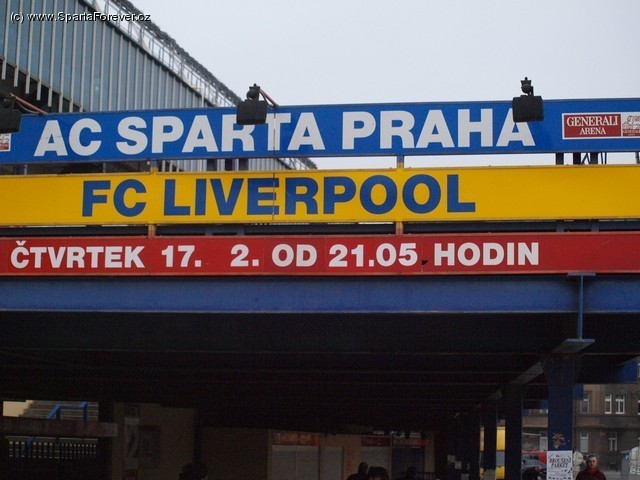 (c) www.SpartaForever.cz
AC SPARTA PRAHA
GENERALI
ARENA
FC LIVERPOOL
ČTVRTEK 17. 2. OD 21.05 HODIN